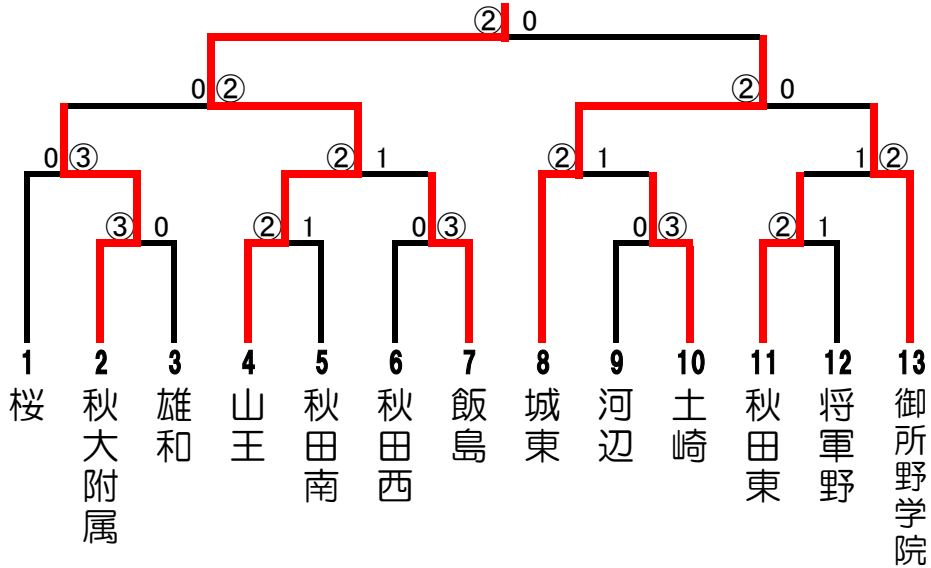 ② 0
0 ② ② 0
0 ③ ② 1 ② 1 1 ②
③ 0 ② 1 0 ③ 0 ③ ② 1
1 2 3 4 5 6 7 8 9 10 11 12 13
桜
秋大附属
雄和
山王
秋田南
秋田西
飯島
城東
河辺
土崎
秋田東
将軍野
御所野学院